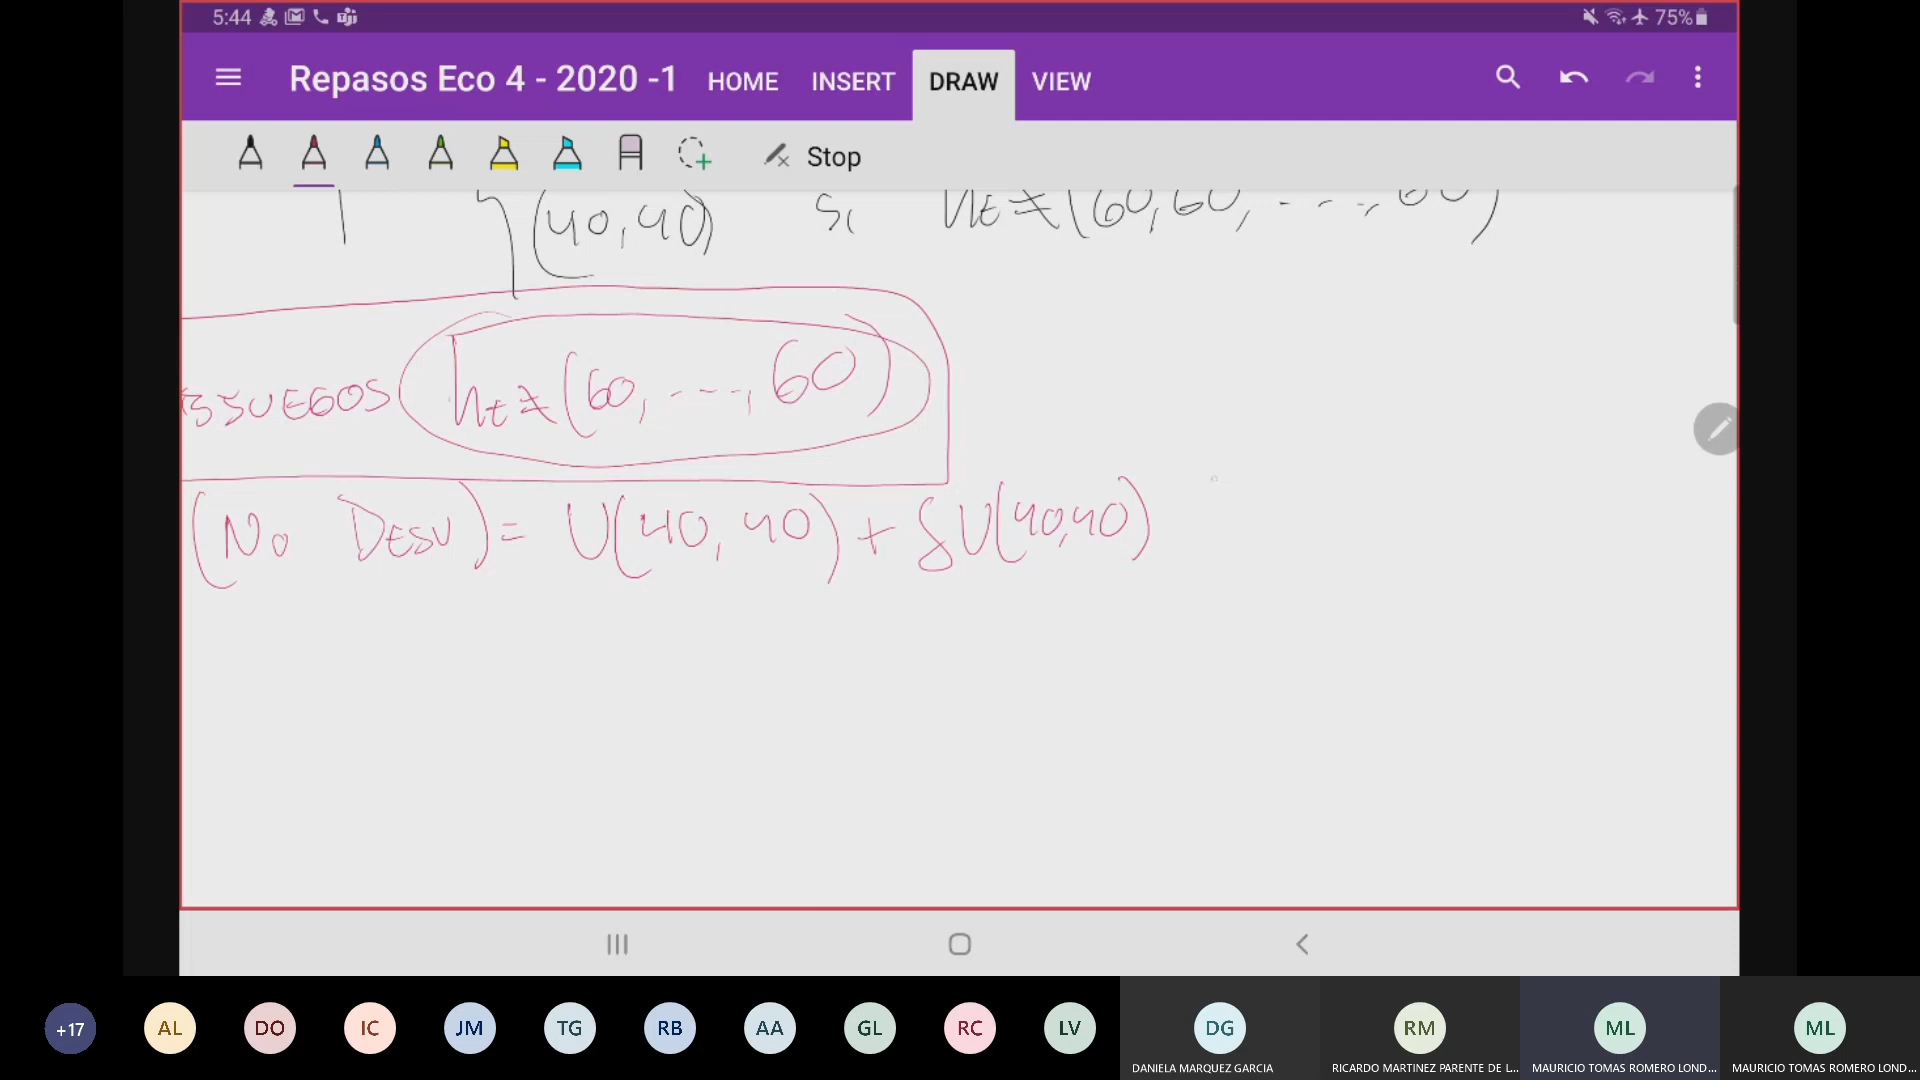 5:44 75%
Repasos Eco 4 - 2020 -1 HOME INSERT DRAW VIEW
Stop
(40,40) si ht≠(60,60, ---, 60)
ht≠(60, ---, 60)
(No DESV) = U(40,40) + δU(40,40)
+17 AL DO IC JM TG RB AA GL RC LV DG RM ML ML
DANIELA MARQUEZ GARCIA RICARDO MARTINEZ PARENTE DE L... MAURICIO TOMAS ROMERO LOND... MAURICIO TOMAS ROMERO LOND...